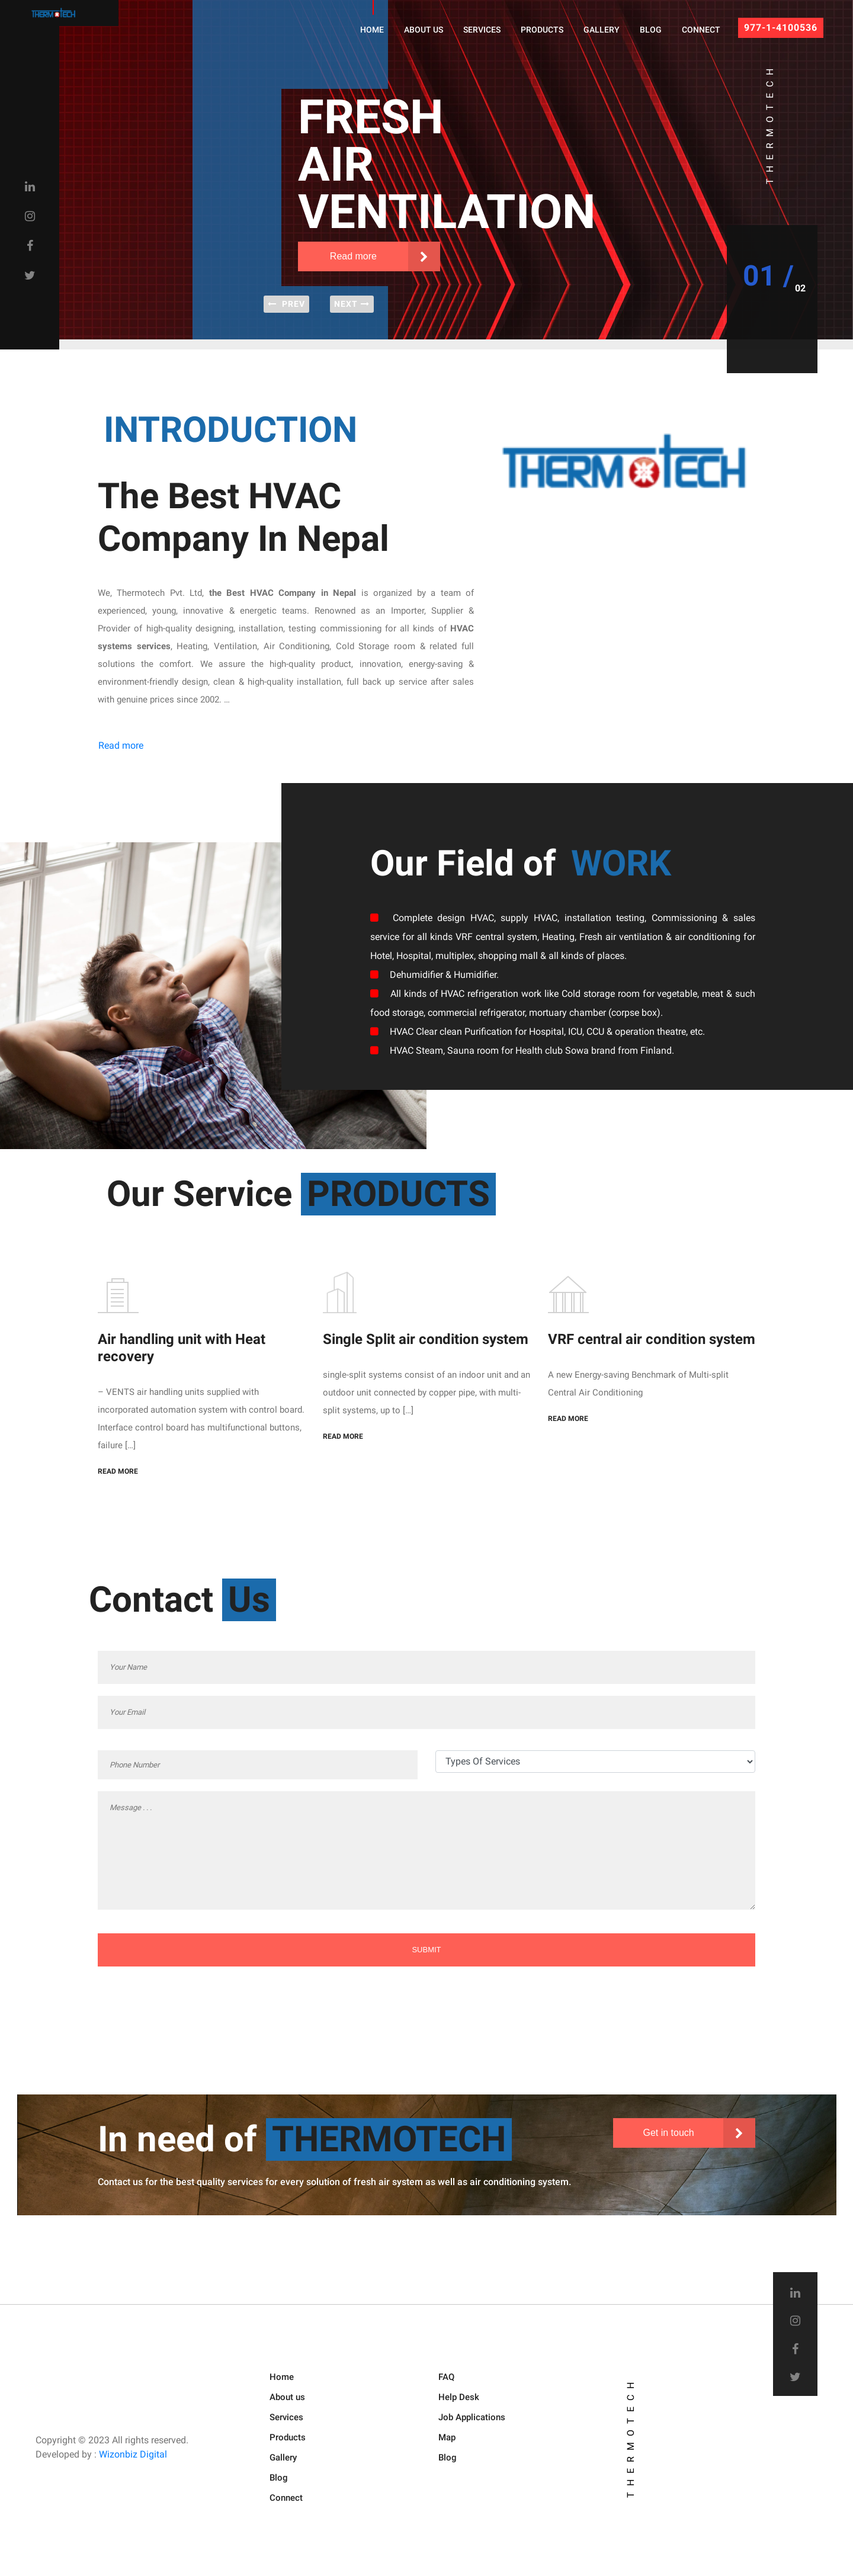 THERMOTECH
HOME ABOUT US SERVICES PRODUCTS GALLERY BLOG CONNECT 977-1-4100536
THERMOTECH
FRESH
AIR
VENTILATION
Read more
01 /
02
PREV NEXT
INTRODUCTION
THERMOTECH
The Best HVAC
Company In Nepal
We, Thermotech Pvt. Ltd, the Best HVAC Company in Nepal is organized by a team of
experienced, young, innovative & energetic teams. Renowned as an Importer, Supplier &
Provider of high-quality designing, installation, testing commissioning for all kinds of HVAC
systems services, Heating, Ventilation, Air Conditioning, Cold Storage room & related full
solutions the comfort. We assure the high-quality product, innovation, energy-saving &
environment-friendly design, clean & high-quality installation, full back up service after sales
with genuine prices since 2002. ...
Read more
Our Field of WORK
Complete design HVAC, supply HVAC, installation testing, Commissioning & sales
service for all kinds VRF central system, Heating, Fresh air ventilation & air conditioning for
Hotel, Hospital, multiplex, shopping mall & all kinds of places.
Dehumidifier & Humidifier.
All kinds of HVAC refrigeration work like Cold storage room for vegetable, meat & such
food storage, commercial refrigerator, mortuary chamber (corpse box).
HVAC Clear clean Purification for Hospital, ICU, CCU & operation theatre, etc.
HVAC Steam, Sauna room for Health club Sowa brand from Finland.
Our Service PRODUCTS
Air handling unit with Heat
recovery
– VENTS air handling units supplied with
incorporated automation system with control board.
Interface control board has multifunctional buttons,
failure [...]
READ MORE
Single Split air condition system
single-split systems consist of an indoor unit and an
outdoor unit connected by copper pipe, with multi-
split systems, up to [...]
READ MORE
VRF central air condition system
A new Energy-saving Benchmark of Multi-split
Central Air Conditioning
READ MORE
Contact Us
Your Name
Your Email
Phone Number
Types Of Services
Message . . .
SUBMIT
In need of THERMOTECH
Get in touch
Contact us for the best quality services for every solution of fresh air system as well as air conditioning system.
Copyright © 2023 All rights reserved.
Developed by : Wizonbiz Digital
Home
About us
Services
Products
Gallery
Blog
Connect
FAQ
Help Desk
Job Applications
Map
Blog
THERMOTECH